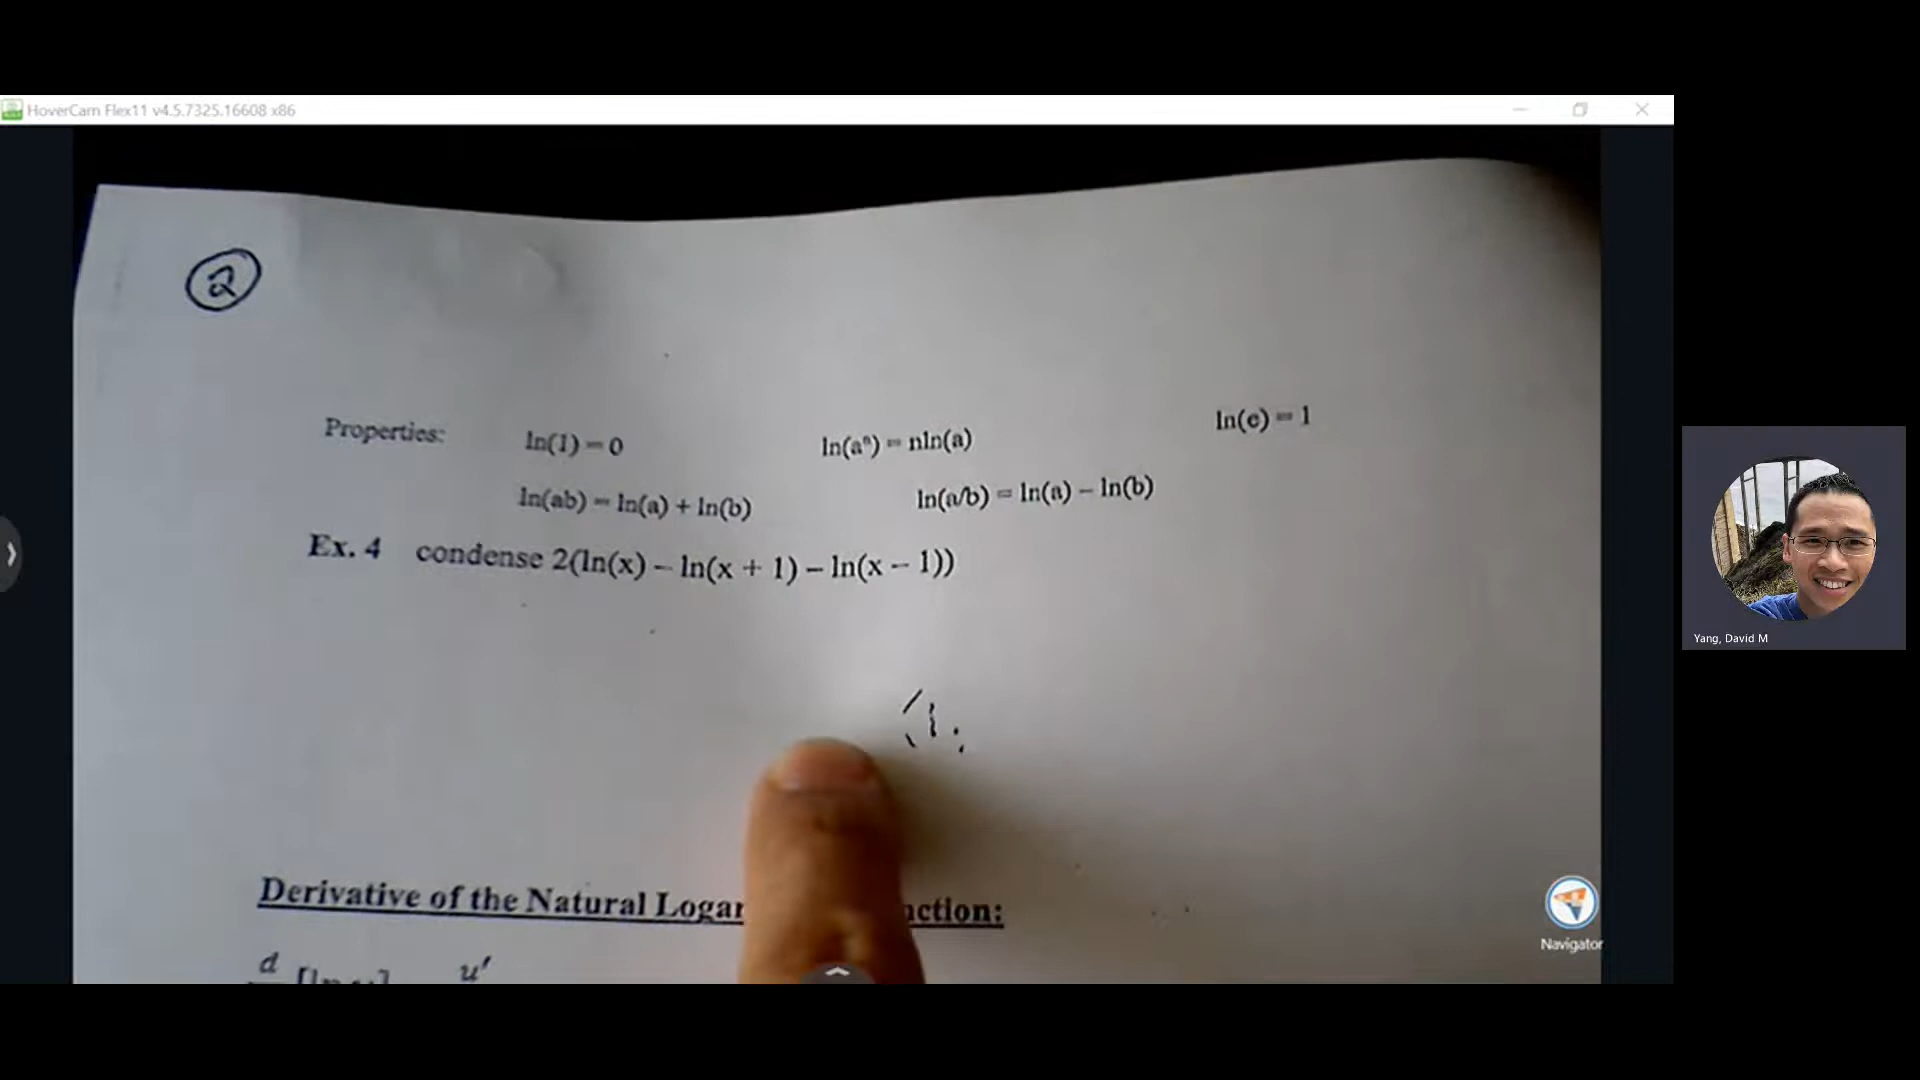 HoverCam Flex11 v4.5.7325.16608 x86
2
Properties: ln(1) = 0 ln(aⁿ) = nln(a) ln(e) = 1
ln(ab) = ln(a) + ln(b) ln(a/b) = ln(a) – ln(b)
Ex. 4 condense 2(ln(x) – ln(x + 1) – ln(x – 1))
Derivative of the Natural
d
u′
Navigator
Yang, David M